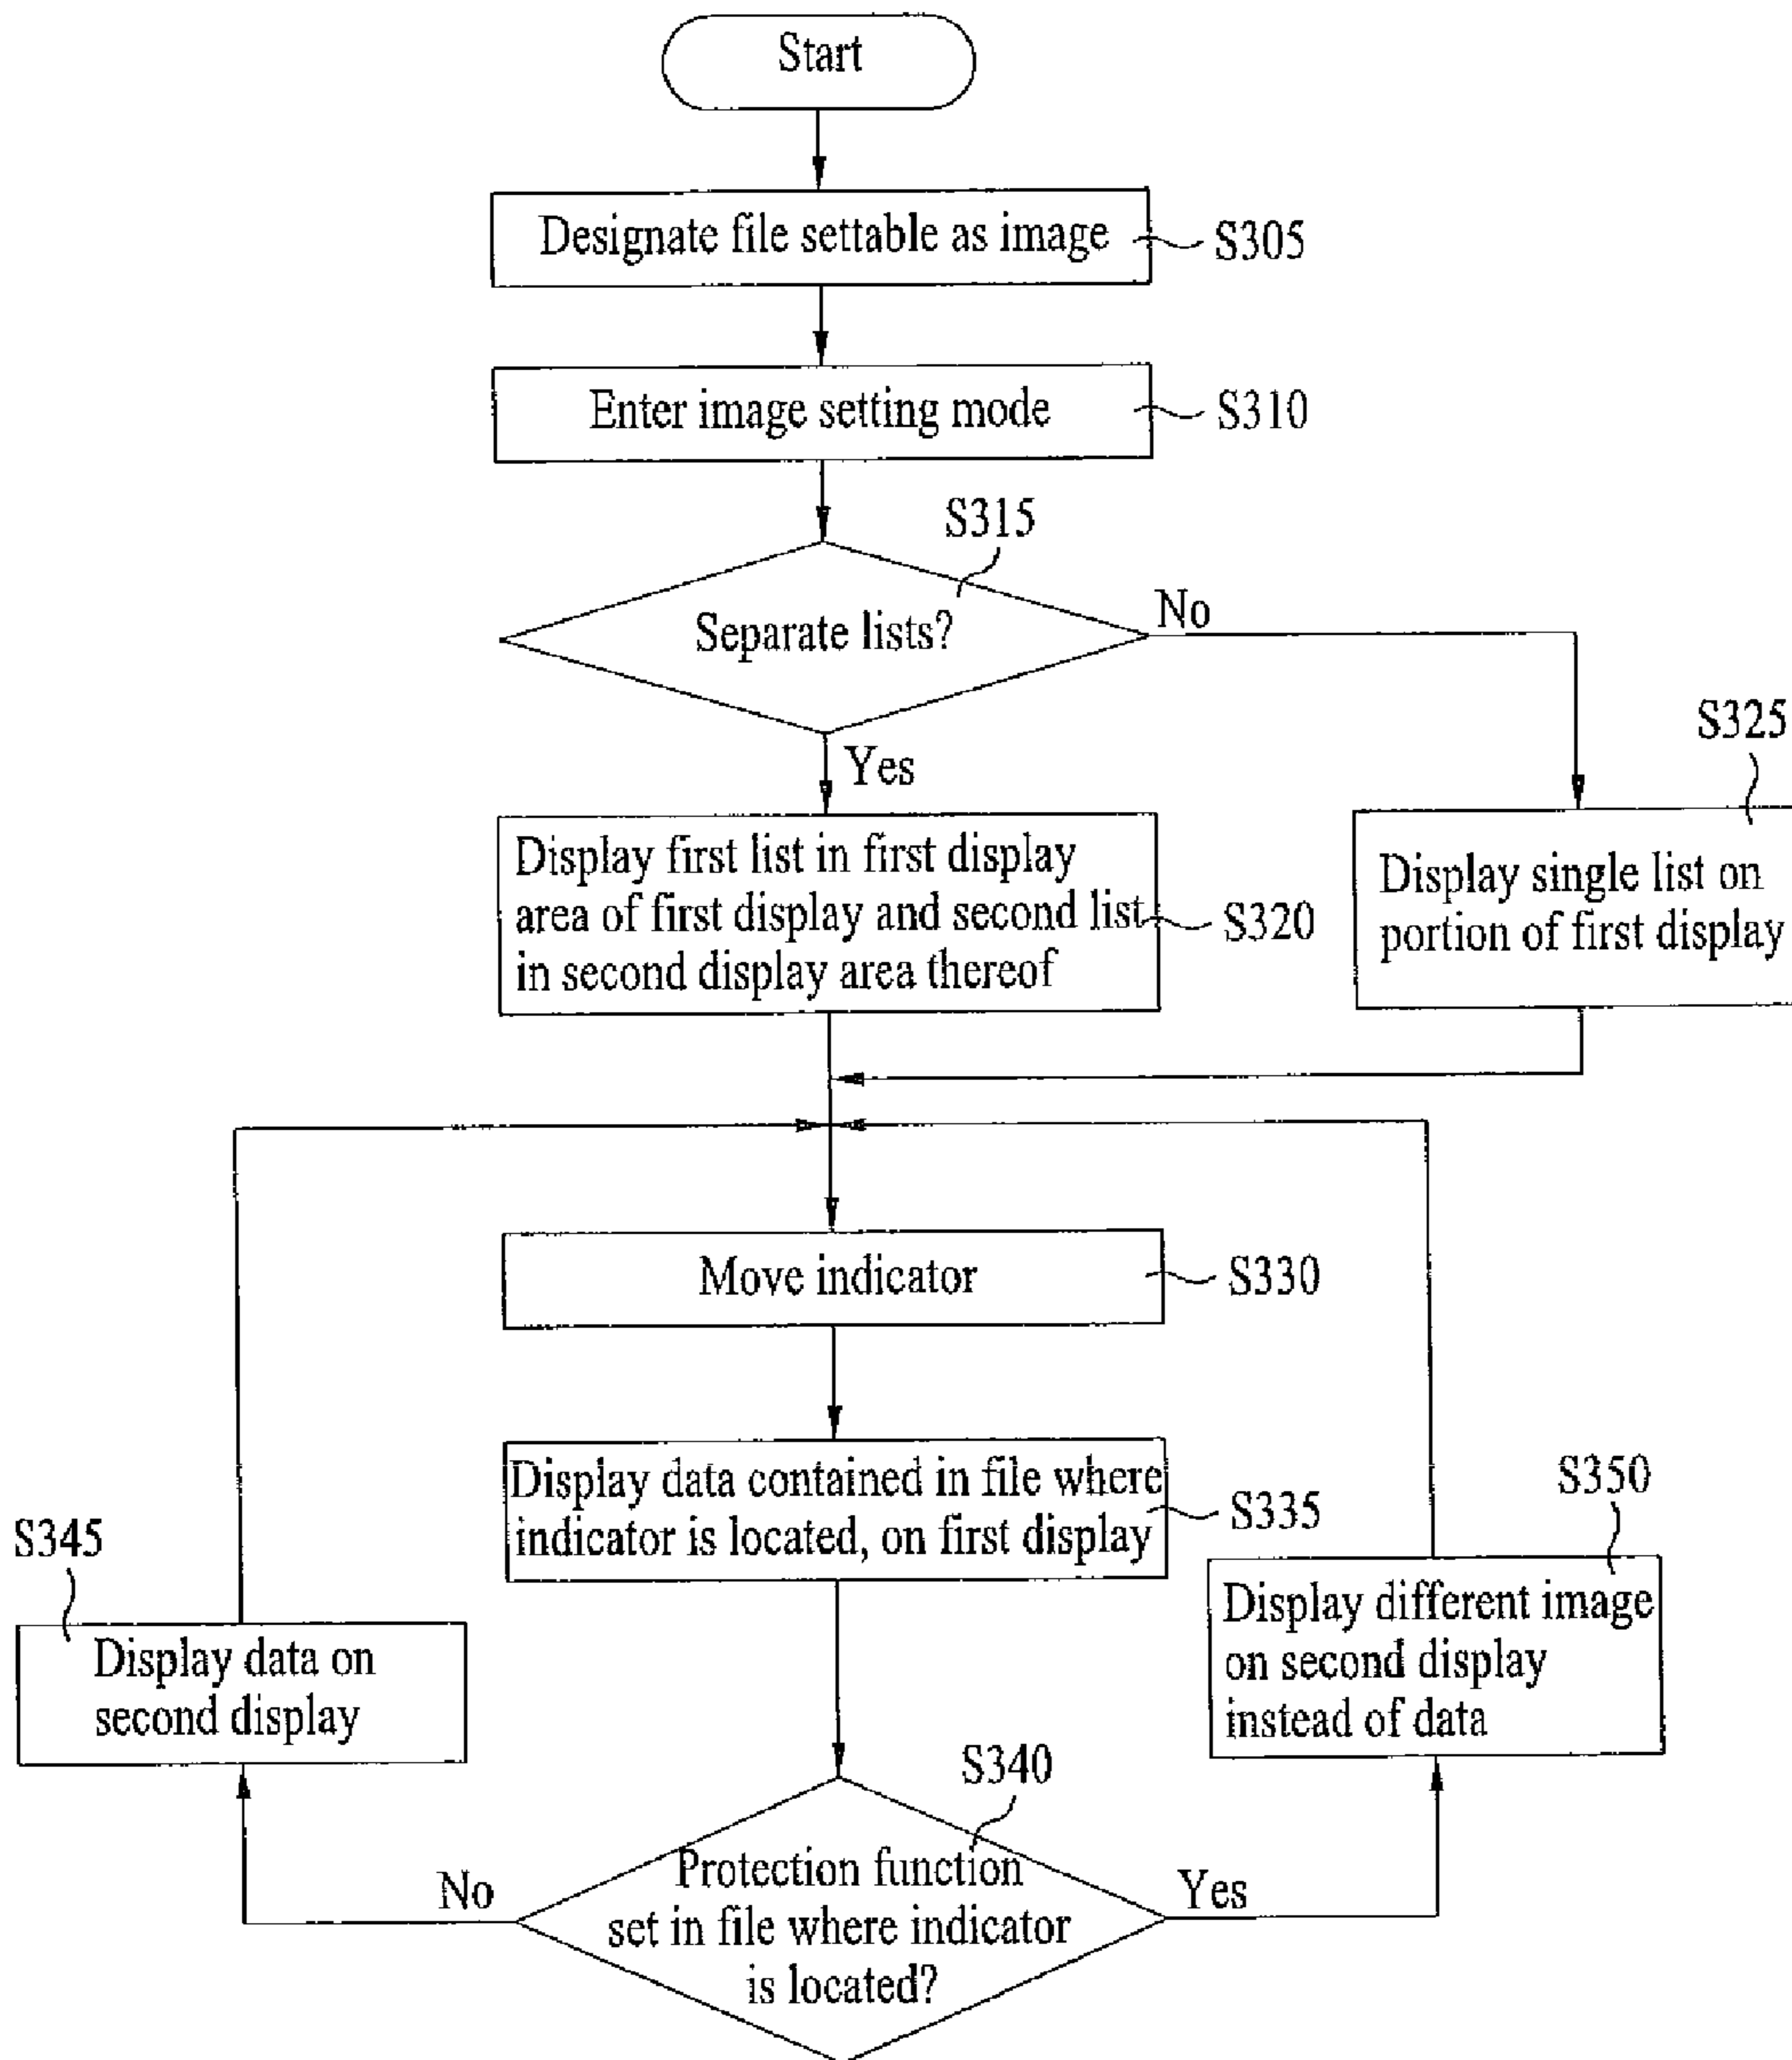 Start
Designate file settable as image
S305
Enter image setting mode
S310
S315
Separate lists?
No
Yes
S325
Display first list in first display
area of first display and second list
in second display area thereof
S320
Display single list on
portion of first display
Move indicator
S330
Display data contained in file where
indicator is located, on first display
S335
S345
Display data on
second display
S350
Display different image
on second display
instead of data
S340
Protection function
set in file where indicator
is located?
No
Yes